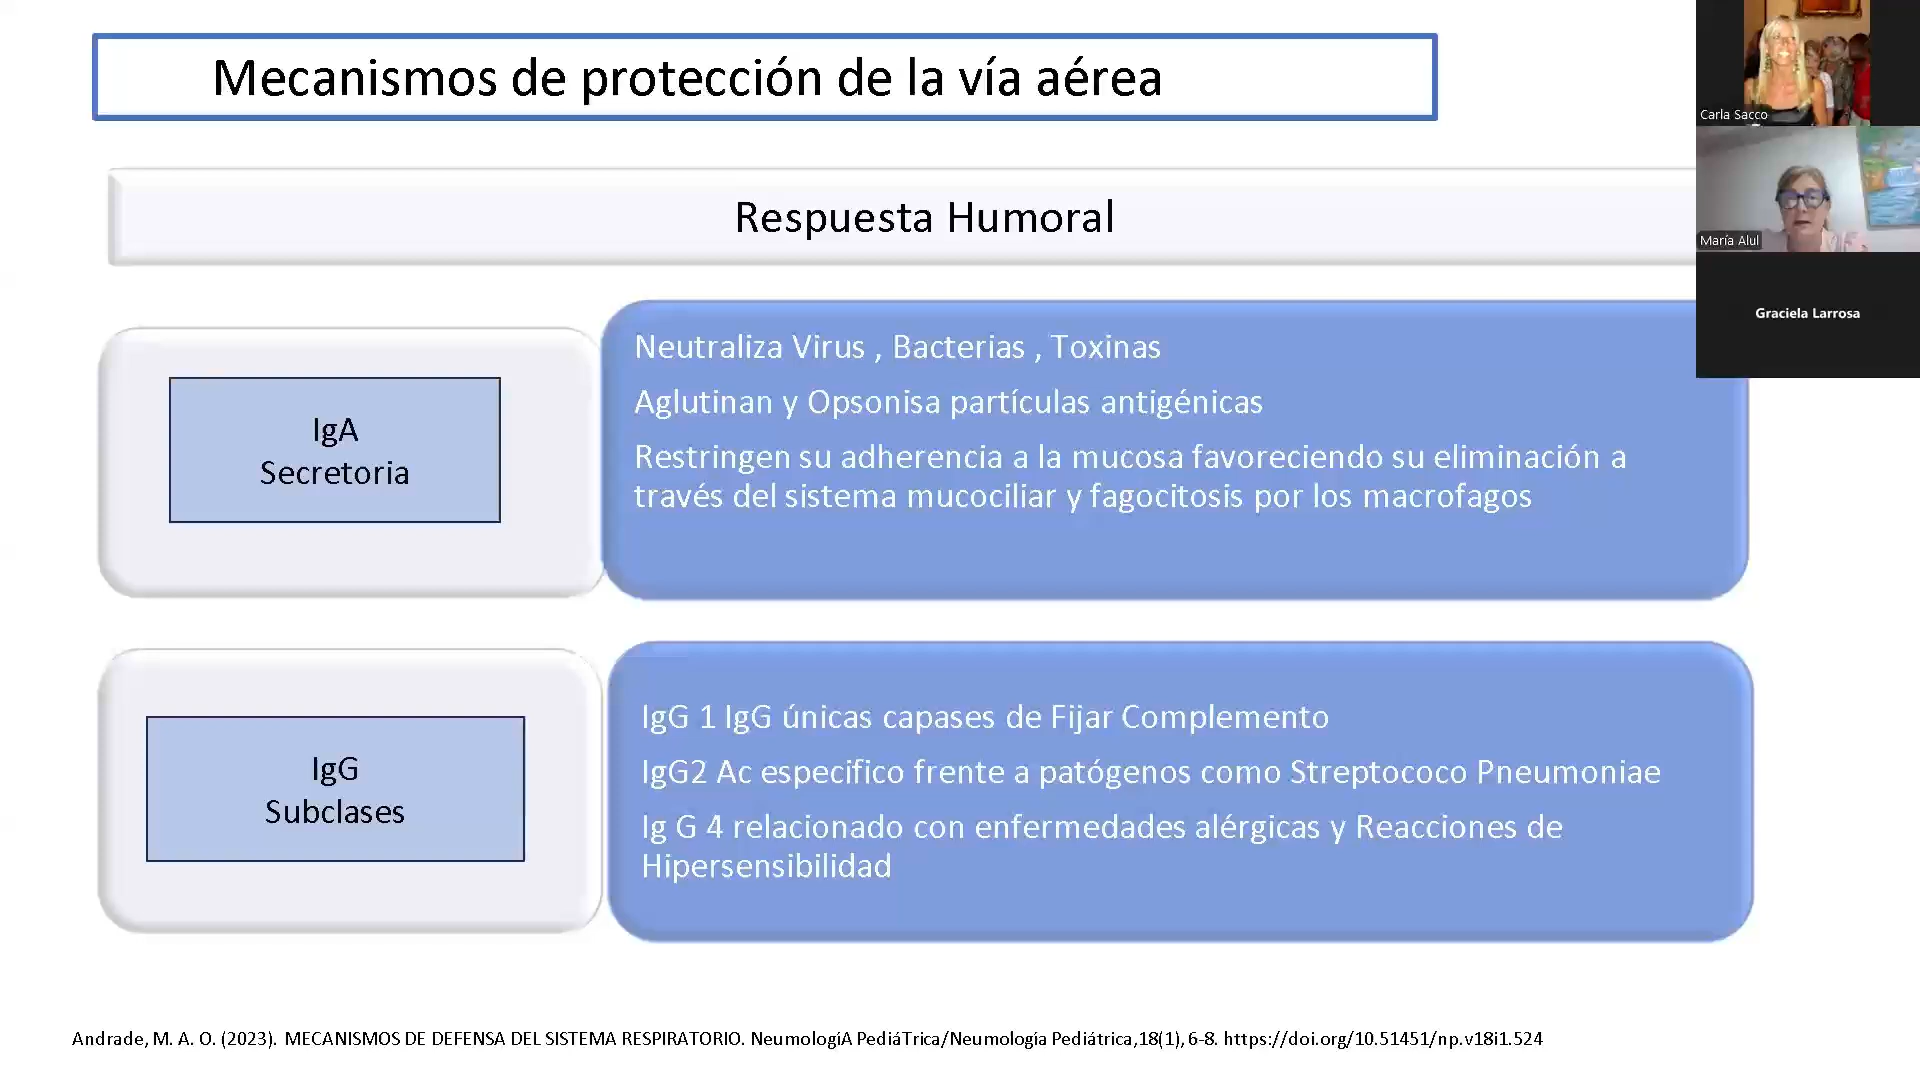 Mecanismos de protección de la vía aérea
Carla Sacco
Respuesta Humoral
María Alul
Graciela Larrosa
IgA
Secretoria
Neutraliza Virus , Bacterias , Toxinas
Aglutinan y Opsonisa partículas antigénicas
Restringen su adherencia a la mucosa favoreciendo su eliminación a
través del sistema mucociliar y fagocitosis por los macrofagos
IgG
Subclases
IgG 1 IgG únicas capases de Fijar Complemento
IgG2 Ac especifico frente a patógenos como Streptococo Pneumoniae
Ig G 4 relacionado con enfermedades alérgicas y Reacciones de
Hipersensibilidad
Andrade, M. A. O. (2023). MECANISMOS DE DEFENSA DEL SISTEMA RESPIRATORIO. NeumologíA PediáTrica/Neumología Pediátrica,18(1), 6-8. https://doi.org/10.51451/np.v18i1.524